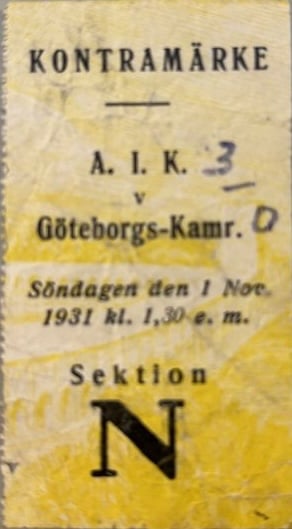 KONTRAMÄRKE
A. I. K. 3 –
v
Göteborgs-Kamr. 0
Söndagen den 1 Nov.
1931 kl. 1,30 e. m.
Sektion
N